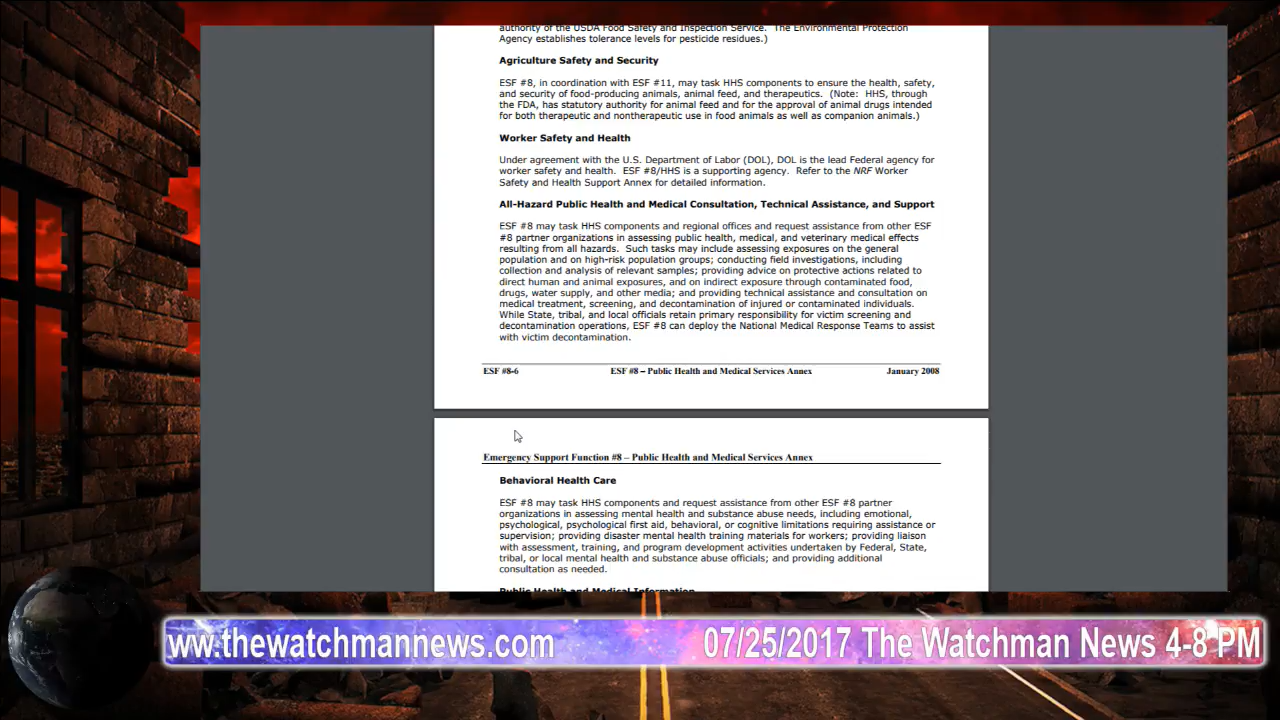 authority of the USDA Food Safety and Inspection Service. The Environmental Protection
Agency establishes tolerance levels for pesticide residues.)
Agriculture Safety and Security
ESF #8, in coordination with ESF #11, may task HHS components to ensure the health, safety,
and security of food-producing animals, animal feed, and therapeutics. (Note: HHS, through
the FDA, has statutory authority for animal feed and for the approval of animal drugs intended
for both therapeutic and nontherapeutic use in food animals as well as companion animals.)
Worker Safety and Health
Under agreement with the U.S. Department of Labor (DOL), DOL is the lead Federal agency for
worker safety and health. ESF #8/HHS is a supporting agency. Refer to the NRF Worker
Safety and Health Support Annex for detailed information.
All-Hazard Public Health and Medical Consultation, Technical Assistance, and Support
ESF #8 may task HHS components and regional offices and request assistance from other ESF
#8 partner organizations in assessing public health, medical, and veterinary medical effects
resulting from all hazards. Such tasks may include assessing exposures on the general
population and on high-risk population groups; conducting field investigations, including
collection and analysis of relevant samples; providing advice on protective actions related to
direct human and animal exposures, and on indirect exposure through contaminated food,
drugs, water supply, and other media; and providing technical assistance and consultation on
medical treatment, screening, and decontamination of injured or contaminated individuals.
While State, tribal, and local officials retain primary responsibility for victim screening and
decontamination operations, ESF #8 can deploy the National Medical Response Teams to assist
with victim decontamination.
ESF #8-6 ESF #8 – Public Health and Medical Services Annex January 2008
Emergency Support Function #8 – Public Health and Medical Services Annex
Behavioral Health Care
ESF #8 may task HHS components and request assistance from other ESF #8 partner
organizations in assessing mental health and substance abuse needs, including emotional,
psychological, psychological first aid, behavioral, or cognitive limitations requiring assistance or
supervision; providing disaster mental health training materials for workers; providing liaison
with assessment, training, and program development activities undertaken by Federal, State,
tribal, or local mental health and substance abuse officials; and providing additional
consultation as needed.
Public Health and Medical Information
www.thewatchmannews.com 07/25/2017 The Watchman News 4-8 PM